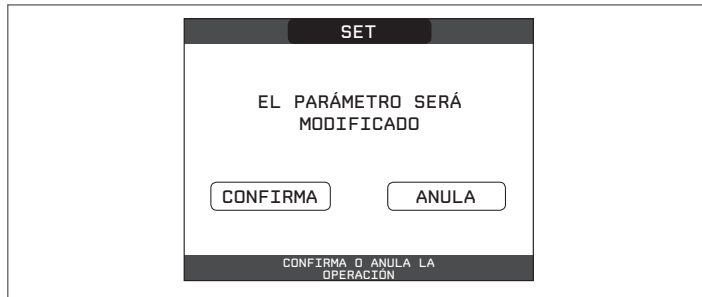 SET
EL PARÁMETRO SERÁ
MODIFICADO
CONFIRMA
ANULA
CONFIRMA O ANULA LA
OPERACIÓN